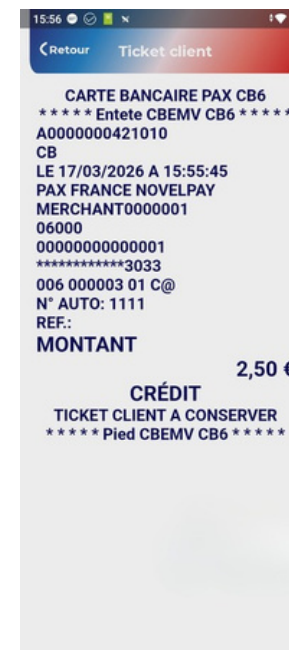 15:56
Retour Ticket client
CARTE BANCAIRE PAX CB6
* * * * * Entete CBEMV CB6 * * * * *
A0000000421010
CB
LE 17/03/2026 A 15:55:45
PAX FRANCE NOVELPAY
MERCHANT0000001
06000
00000000000001
************3033
006 000003 01 C@
N° AUTO: 1111
REF.:
MONTANT
2,50 €
CRÉDIT
TICKET CLIENT A CONSERVER
* * * * * Pied CBEMV CB6 * * * * *